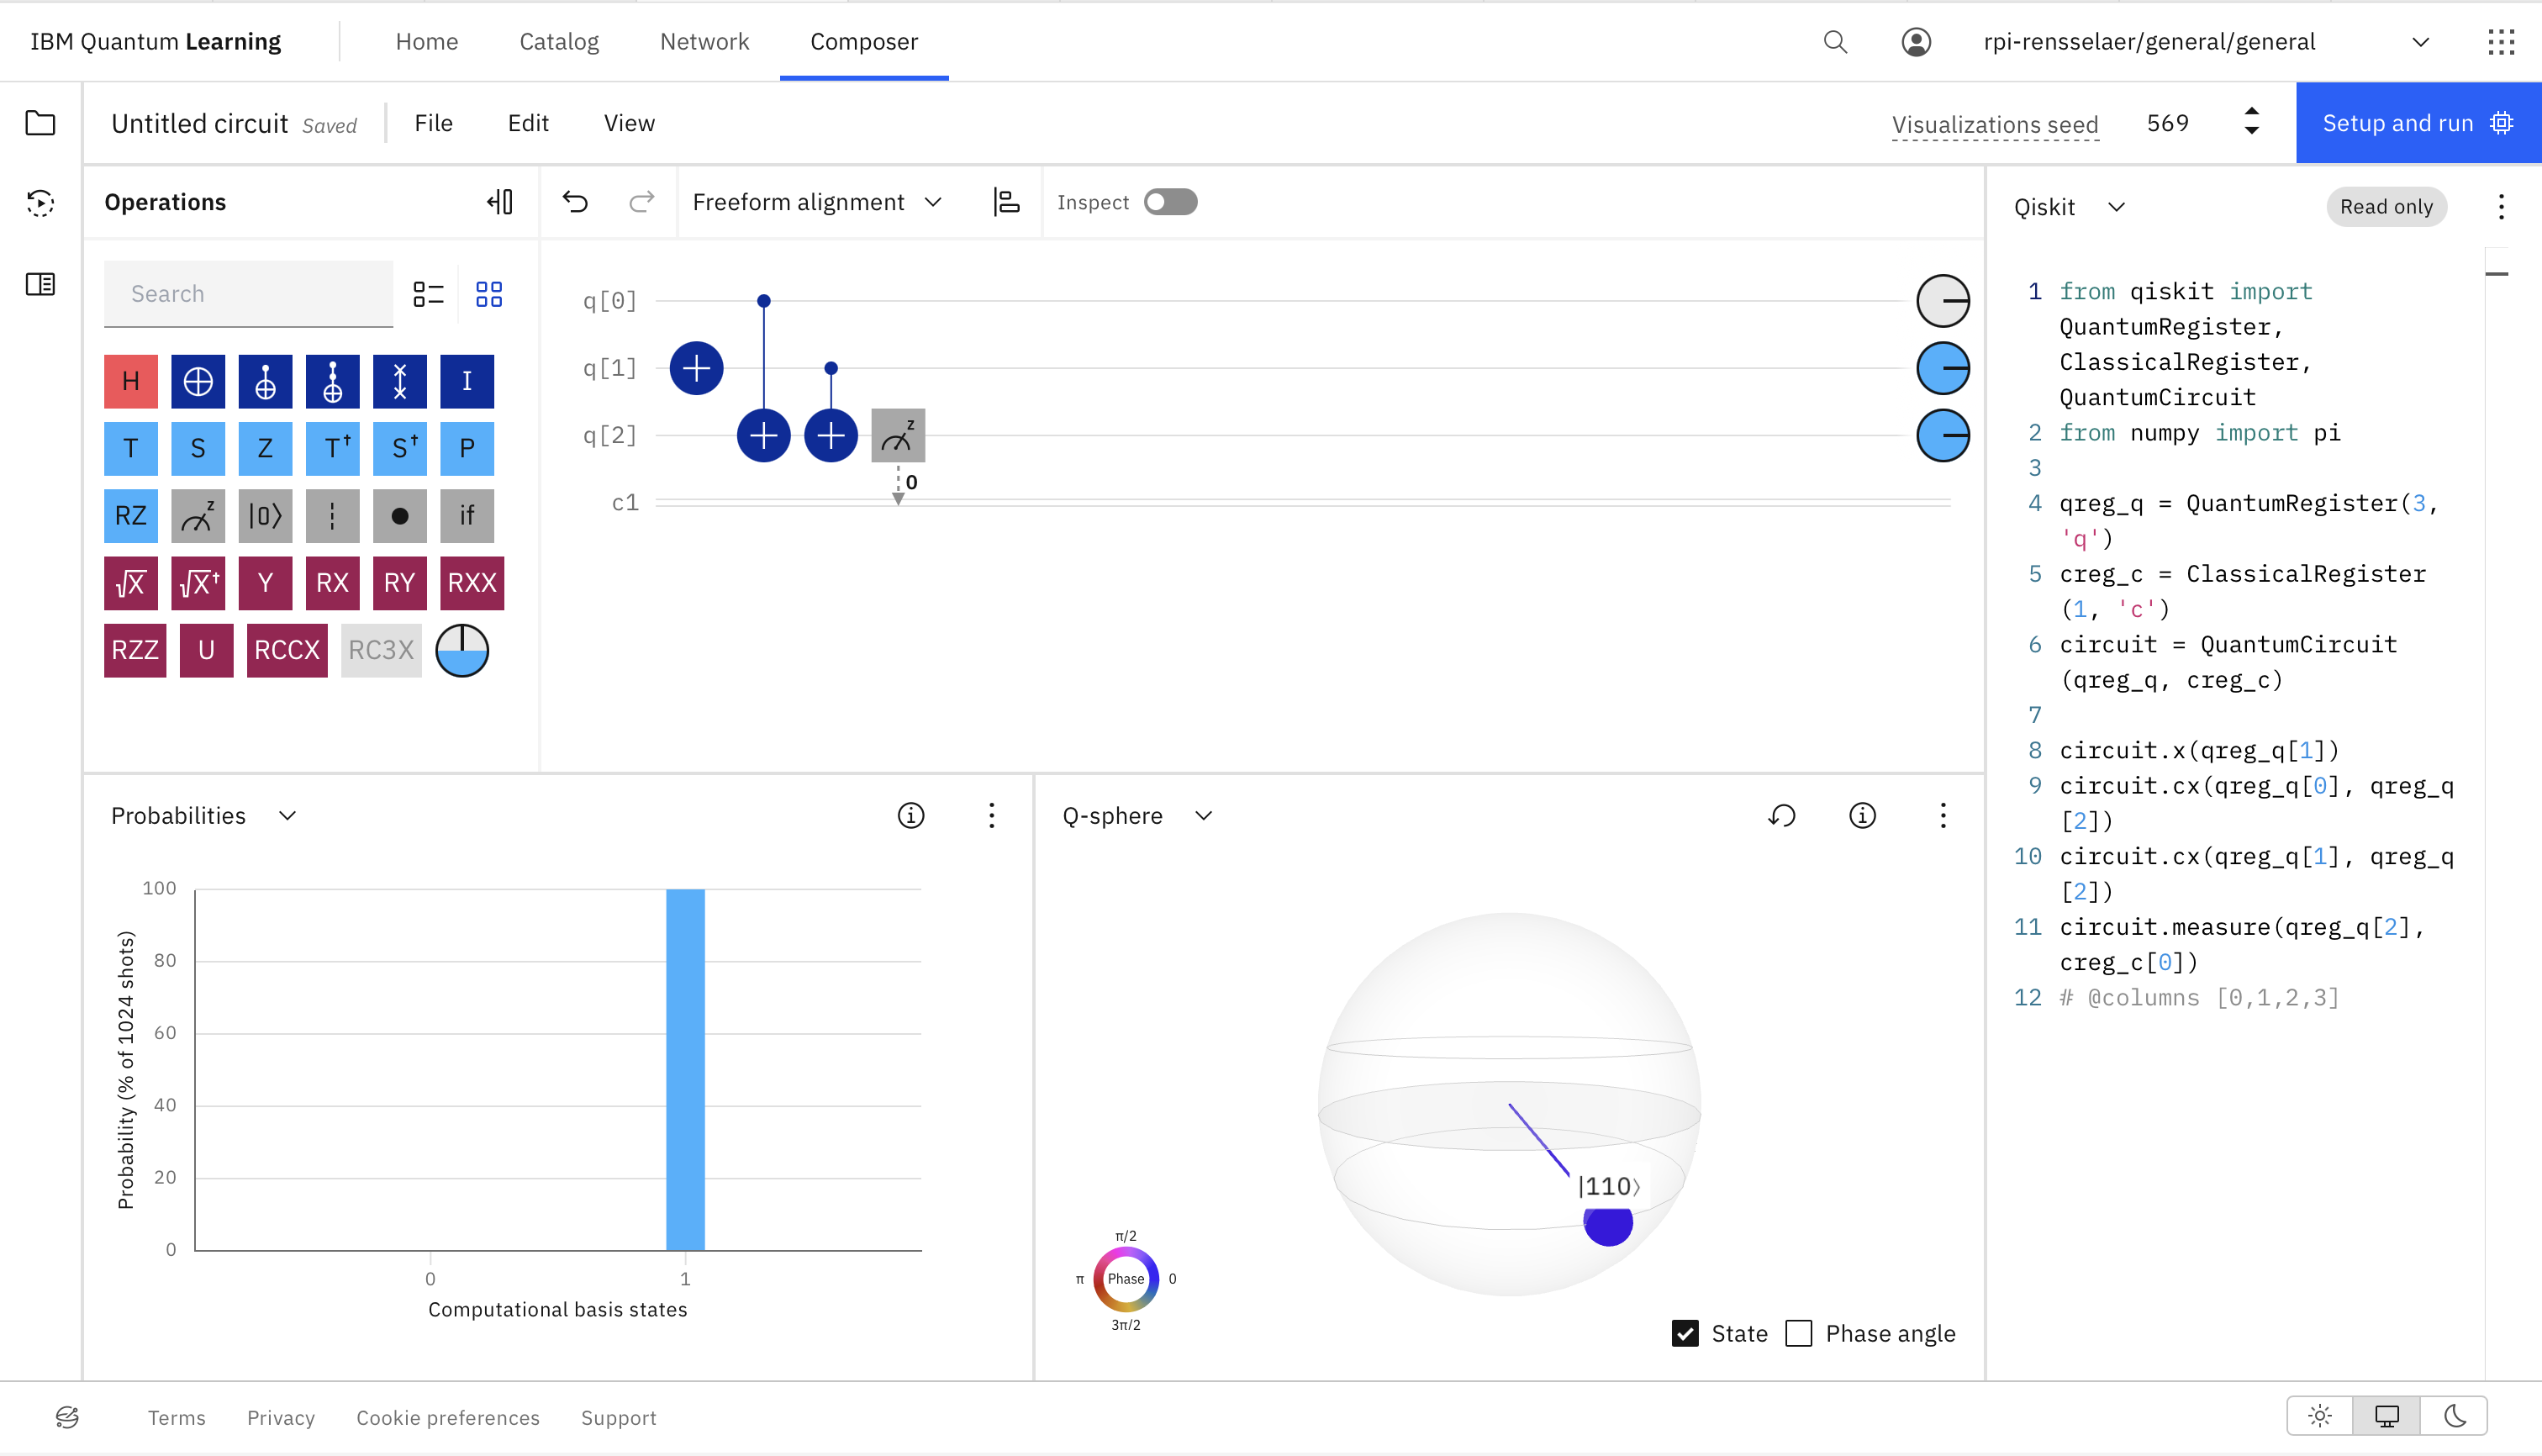 IBM Quantum Learning
Home Catalog Network Composer
rpi-rensselaer/general/general
Untitled circuit Saved
File Edit View
Visualizations seed 569
Setup and run
Operations
Freeform alignment
Inspect
Qiskit
Read only
Search
H I
T S Z T† S† P
RZ z |0⟩ if
√X √X† Y RX RY RXX
RZZ U RCCX RC3X
q[0]
q[1]
q[2]
z
0
c1
1 from qiskit import
QuantumRegister,
ClassicalRegister,
QuantumCircuit
2 from numpy import pi
3
4 qreg_q = QuantumRegister(3,
'q')
5 creg_c = ClassicalRegister
(1, 'c')
6 circuit = QuantumCircuit
(qreg_q, creg_c)
7
8 circuit.x(qreg_q[1])
9 circuit.cx(qreg_q[0], qreg_q
[2])
10 circuit.cx(qreg_q[1], qreg_q
[2])
11 circuit.measure(qreg_q[2],
creg_c[0])
12 # @columns [0,1,2,3]
Probabilities
Probability (% of 1024 shots)
100
80
60
40
20
0
0 1
Computational basis states
Q-sphere
|110⟩
π/2
π Phase 0
3π/2
State Phase angle
Terms Privacy Cookie preferences Support